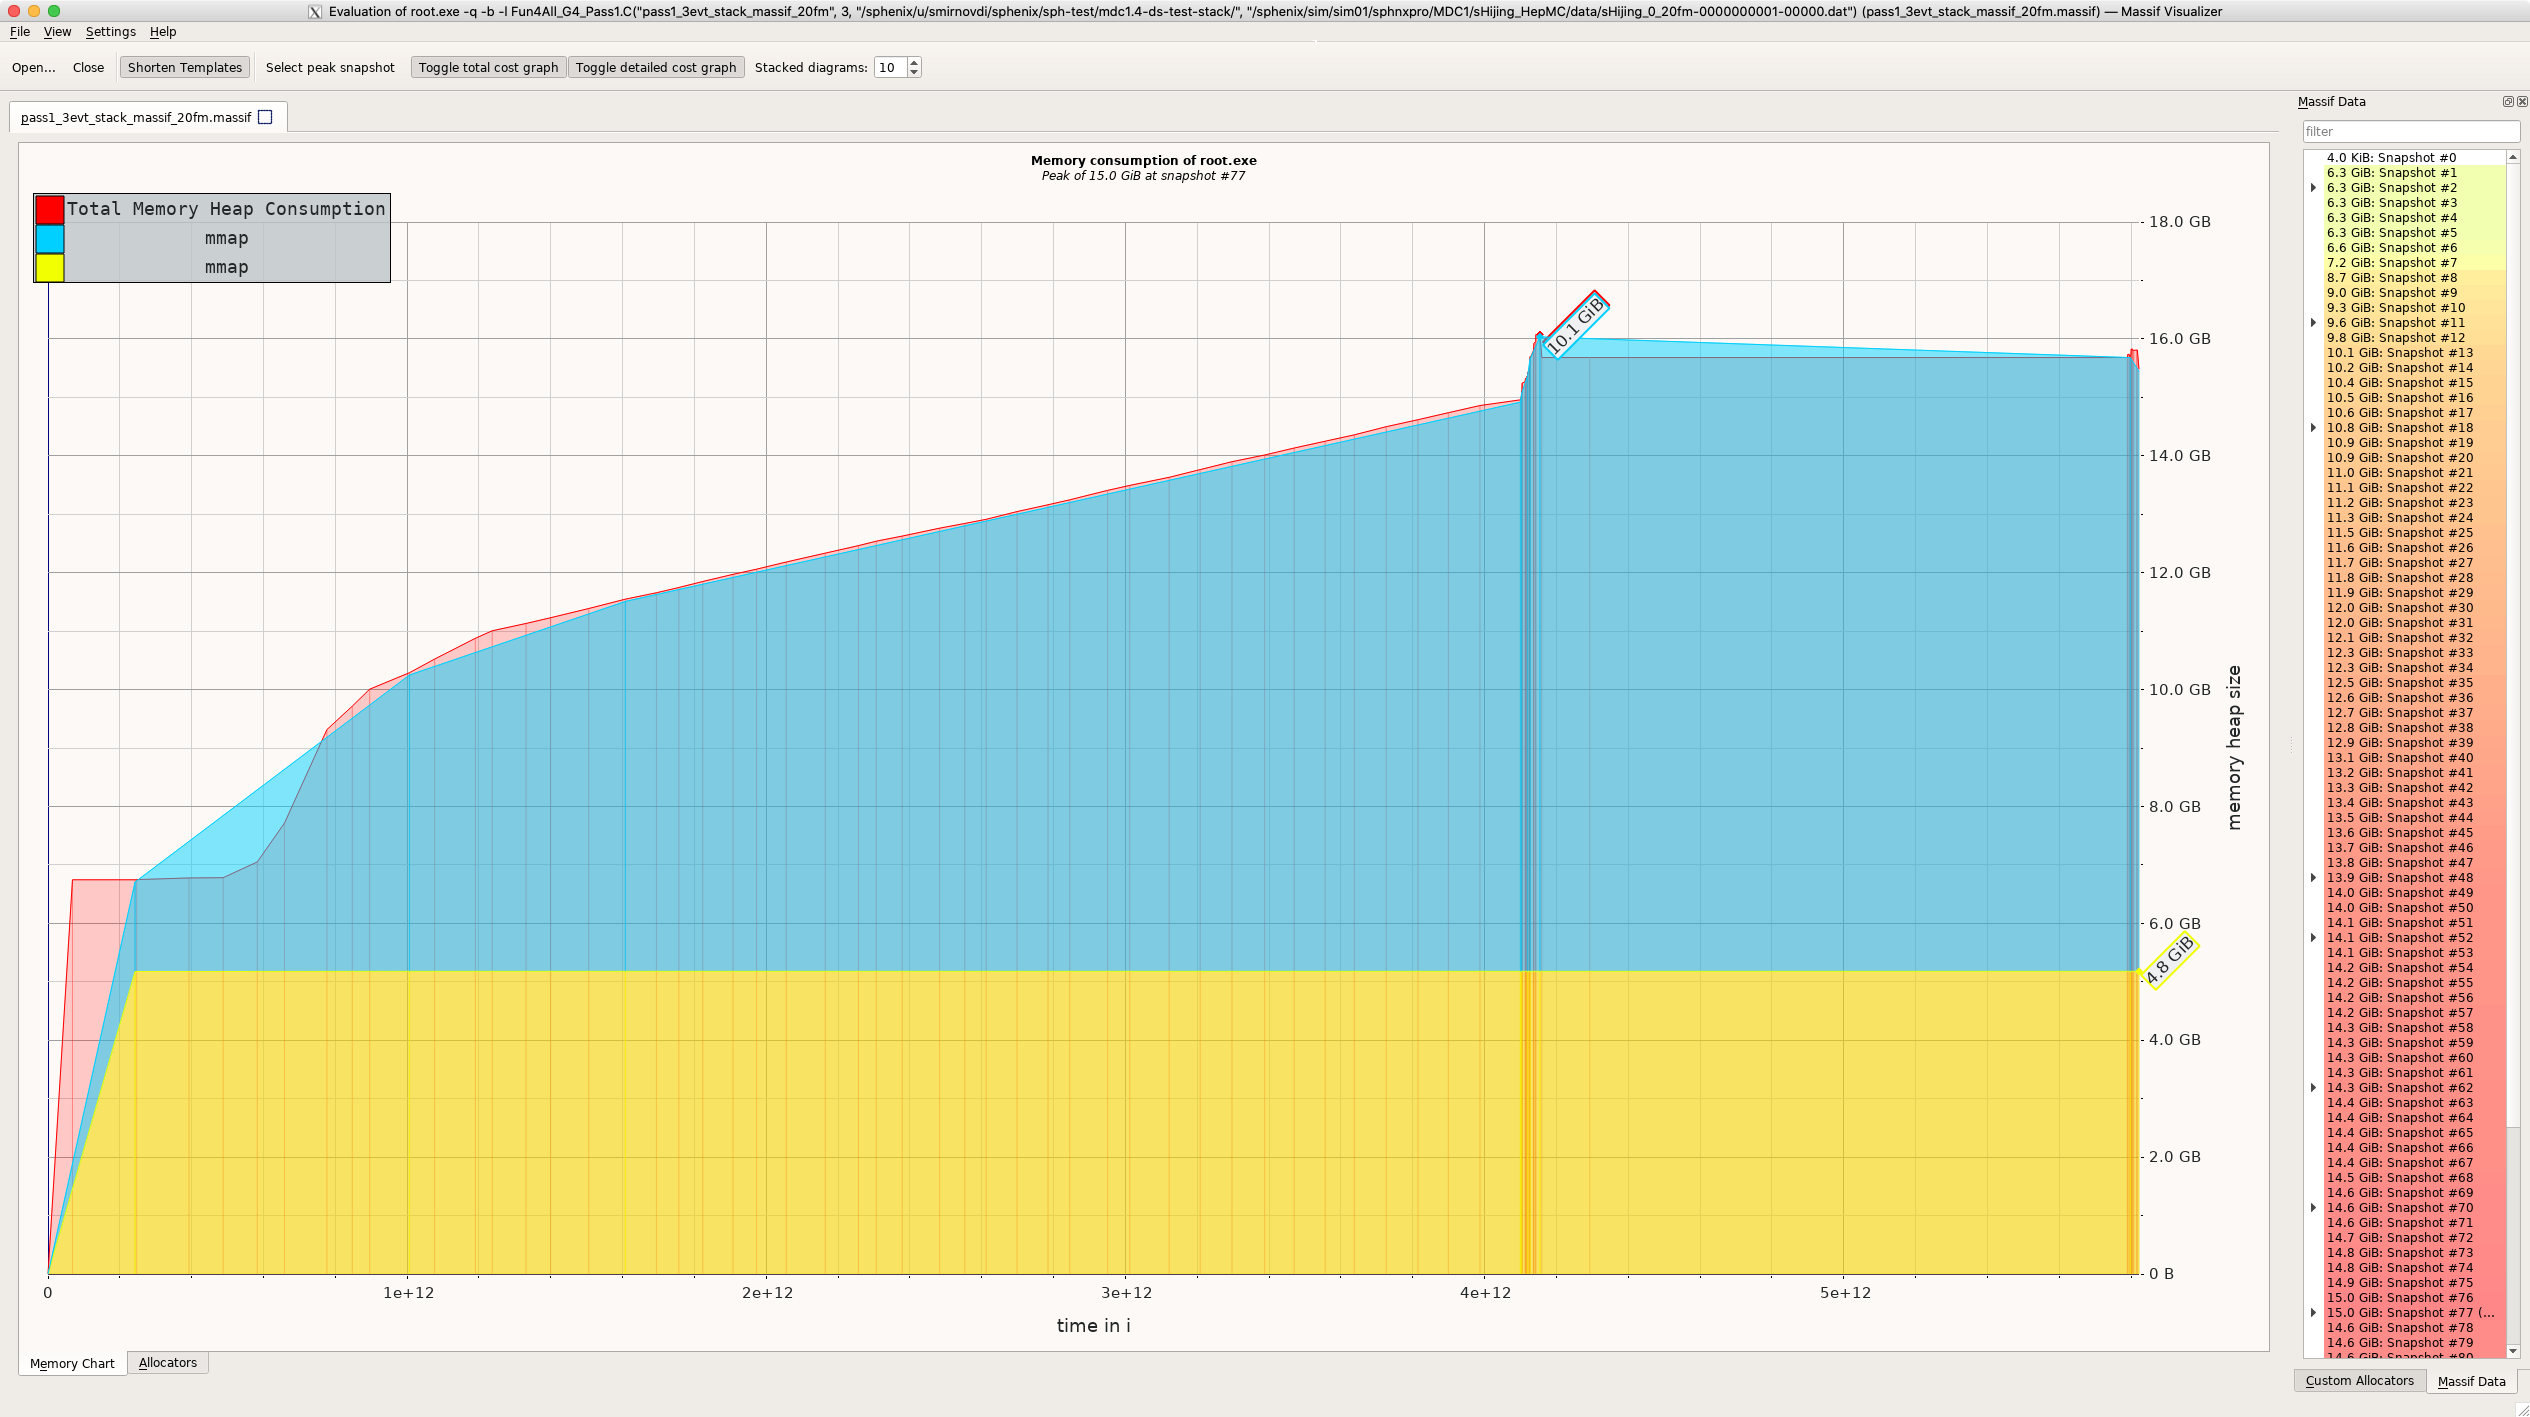 Evaluation of root.exe -q -b -l Fun4All_G4_Pass1.C("pass1_3evt_stack_massif_20fm", 3, "/sphenix/u/smirnovdi/sphenix/sph-test/mdc1.4-ds-test-stack/", "/sphenix/sim/sim01/sphnxpro/MDC1/sHijing_HepMC/data/sHijing_0_20fm-0000000001-00000.dat") (pass1_3evt_stack_massif_20fm.massif) — Massif Visualizer
File View Settings Help
Open... Close Shorten Templates Select peak snapshot Toggle total cost graph Toggle detailed cost graph Stacked diagrams: 10
pass1_3evt_stack_massif_20fm.massif
Memory consumption of root.exe
Peak of 15.0 GiB at snapshot #77
Total Memory Heap Consumption
mmap
mmap
18.0 GB
16.0 GB
14.0 GB
12.0 GB
10.0 GB
8.0 GB
6.0 GB
4.0 GB
2.0 GB
0 B
10.1 GiB
4.8 GiB
memory heap size
0 1e+12 2e+12 3e+12 4e+12 5e+12
time in i
Memory Chart Allocators
Massif Data
filter
4.0 KiB: Snapshot #0
6.3 GiB: Snapshot #1
6.3 GiB: Snapshot #2
6.3 GiB: Snapshot #3
6.3 GiB: Snapshot #4
6.3 GiB: Snapshot #5
6.6 GiB: Snapshot #6
7.2 GiB: Snapshot #7
8.7 GiB: Snapshot #8
9.0 GiB: Snapshot #9
9.3 GiB: Snapshot #10
9.6 GiB: Snapshot #11
9.8 GiB: Snapshot #12
10.1 GiB: Snapshot #13
10.2 GiB: Snapshot #14
10.4 GiB: Snapshot #15
10.5 GiB: Snapshot #16
10.6 GiB: Snapshot #17
10.8 GiB: Snapshot #18
10.9 GiB: Snapshot #19
10.9 GiB: Snapshot #20
11.0 GiB: Snapshot #21
11.1 GiB: Snapshot #22
11.2 GiB: Snapshot #23
11.3 GiB: Snapshot #24
11.5 GiB: Snapshot #25
11.6 GiB: Snapshot #26
11.7 GiB: Snapshot #27
11.8 GiB: Snapshot #28
11.9 GiB: Snapshot #29
12.0 GiB: Snapshot #30
12.0 GiB: Snapshot #31
12.1 GiB: Snapshot #32
12.3 GiB: Snapshot #33
12.3 GiB: Snapshot #34
12.5 GiB: Snapshot #35
12.6 GiB: Snapshot #36
12.7 GiB: Snapshot #37
12.8 GiB: Snapshot #38
12.9 GiB: Snapshot #39
13.1 GiB: Snapshot #40
13.2 GiB: Snapshot #41
13.3 GiB: Snapshot #42
13.4 GiB: Snapshot #43
13.5 GiB: Snapshot #44
13.6 GiB: Snapshot #45
13.7 GiB: Snapshot #46
13.8 GiB: Snapshot #47
13.9 GiB: Snapshot #48
14.0 GiB: Snapshot #49
14.0 GiB: Snapshot #50
14.1 GiB: Snapshot #51
14.1 GiB: Snapshot #52
14.1 GiB: Snapshot #53
14.2 GiB: Snapshot #54
14.2 GiB: Snapshot #55
14.2 GiB: Snapshot #56
14.2 GiB: Snapshot #57
14.3 GiB: Snapshot #58
14.3 GiB: Snapshot #59
14.3 GiB: Snapshot #60
14.3 GiB: Snapshot #61
14.3 GiB: Snapshot #62
14.4 GiB: Snapshot #63
14.4 GiB: Snapshot #64
14.4 GiB: Snapshot #65
14.4 GiB: Snapshot #66
14.4 GiB: Snapshot #67
14.5 GiB: Snapshot #68
14.6 GiB: Snapshot #69
14.6 GiB: Snapshot #70
14.6 GiB: Snapshot #71
14.7 GiB: Snapshot #72
14.8 GiB: Snapshot #73
14.8 GiB: Snapshot #74
14.9 GiB: Snapshot #75
15.0 GiB: Snapshot #76
15.0 GiB: Snapshot #77 (...
14.6 GiB: Snapshot #78
14.6 GiB: Snapshot #79
14.6 GiB: Snapshot #80
Custom Allocators Massif Data